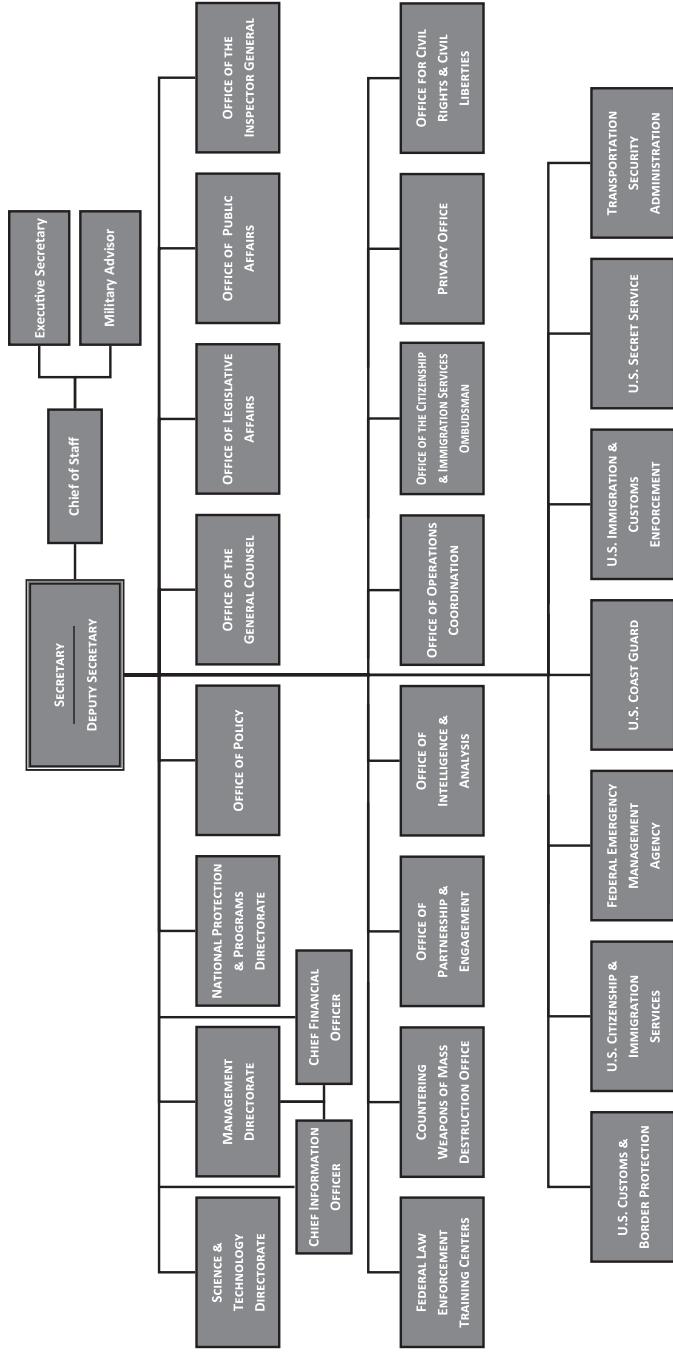 SECRETARY
DEPUTY SECRETARY
Chief of Staff
Executive Secretary
Military Advisor
SCIENCE &
TECHNOLOGY
DIRECTORATE
MANAGEMENT
DIRECTORATE
CHIEF INFORMATION
OFFICER
CHIEF FINANCIAL
OFFICER
NATIONAL PROTECTION
& PROGRAMS
DIRECTORATE
OFFICE OF POLICY
OFFICE OF THE
GENERAL COUNSEL
OFFICE OF LEGISLATIVE
AFFAIRS
OFFICE OF PUBLIC
AFFAIRS
OFFICE OF THE
INSPECTOR GENERAL
FEDERAL LAW
ENFORCEMENT
TRAINING CENTERS
COUNTERING
WEAPONS OF MASS
DESTRUCTION OFFICE
OFFICE OF
PARTNERSHIP &
ENGAGEMENT
OFFICE OF
INTELLIGENCE &
ANALYSIS
OFFICE OF OPERATIONS
COORDINATION
OFFICE OF THE CITIZENSHIP
& IMMIGRATION SERVICES
OMBUDSMAN
PRIVACY OFFICE
OFFICE FOR CIVIL
RIGHTS & CIVIL
LIBERTIES
U.S. CUSTOMS &
BORDER PROTECTION
U.S. CITIZENSHIP &
IMMIGRATION
SERVICES
FEDERAL EMERGENCY
MANAGEMENT
AGENCY
U.S. COAST GUARD
U.S. IMMIGRATION &
CUSTOMS
ENFORCEMENT
U.S. SECRET SERVICE
TRANSPORTATION
SECURITY
ADMINISTRATION